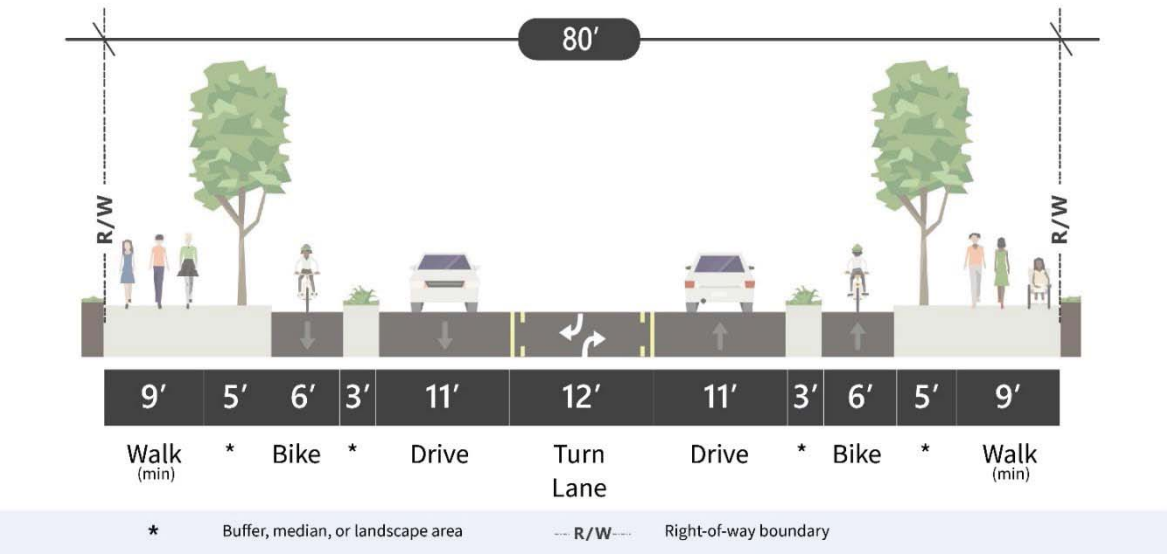 80′
R/W
R/W
9′ 5′ 6′ 3′ 11′ 12′ 11′ 3′ 6′ 5′ 9′
Walk * Bike * Drive Turn Drive * Bike * Walk
(min) Lane (min)
* Buffer, median, or landscape area --- R/W--- Right-of-way boundary